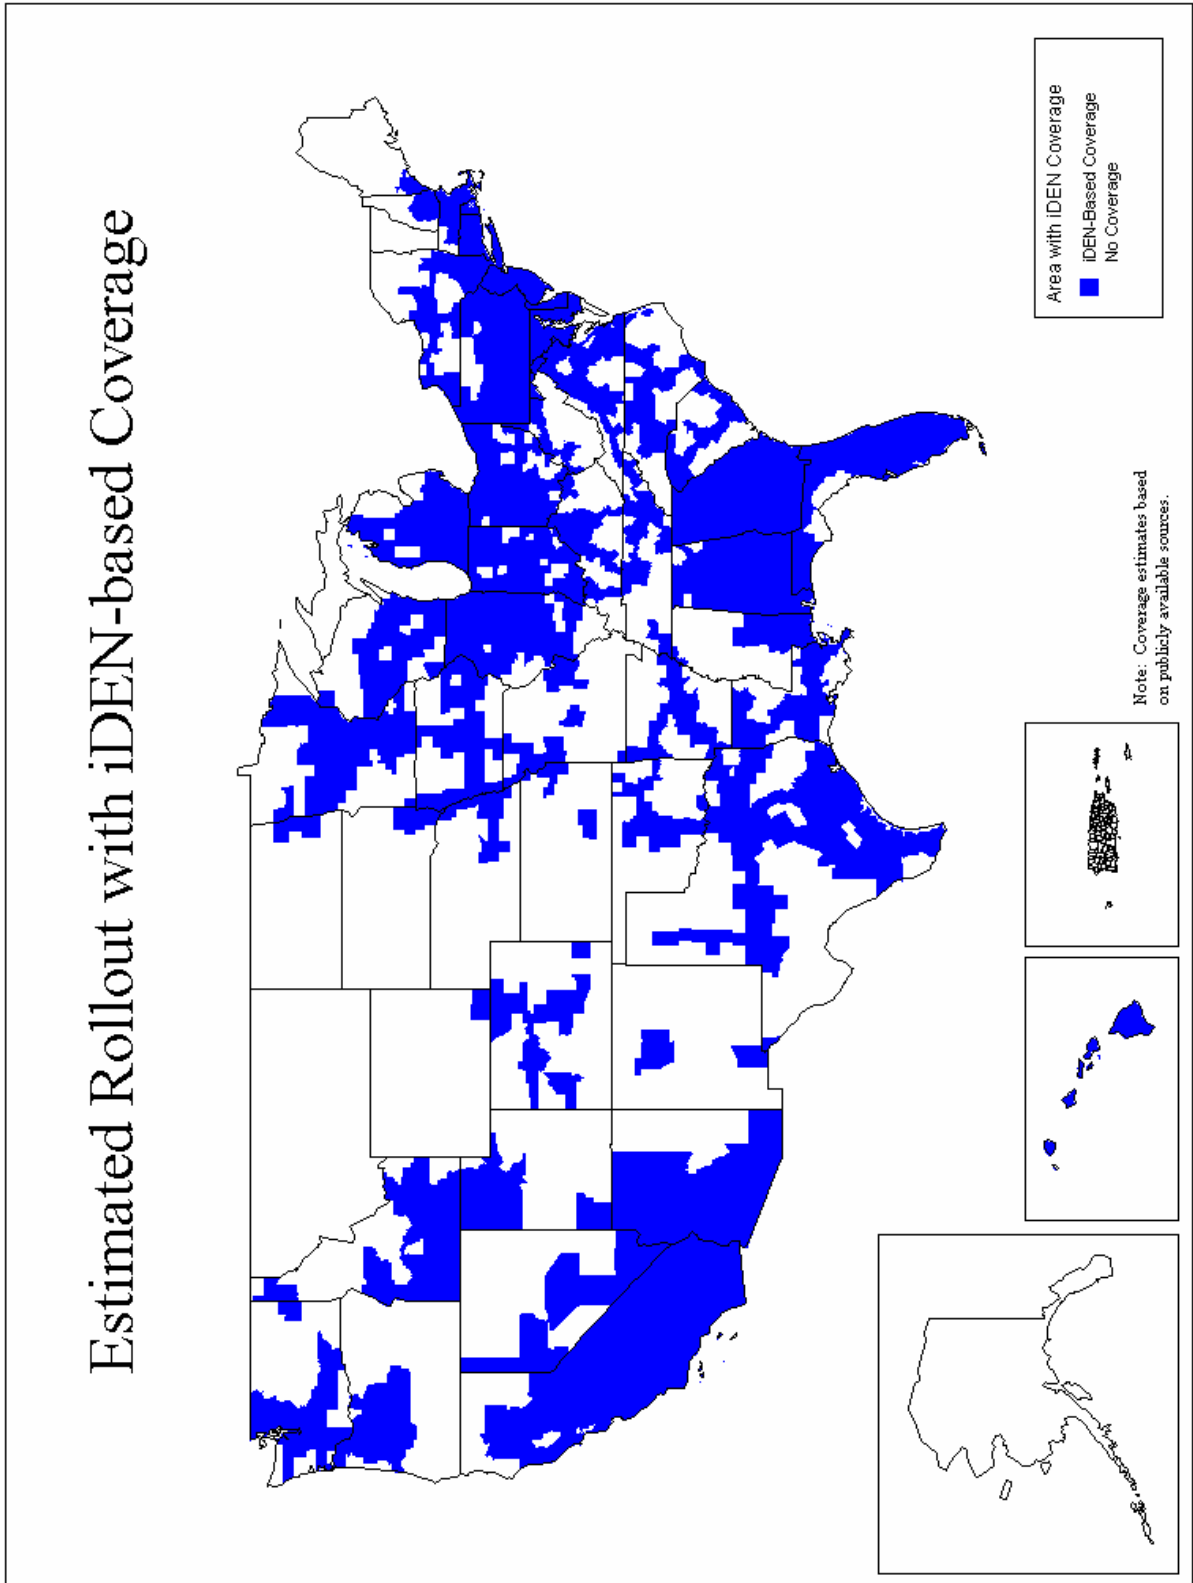 Estimated Rollout with iDEN-based Coverage
Area with iDEN Coverage
iDEN-Based Coverage
No Coverage
Note: Coverage estimates based
on publicly available sources.